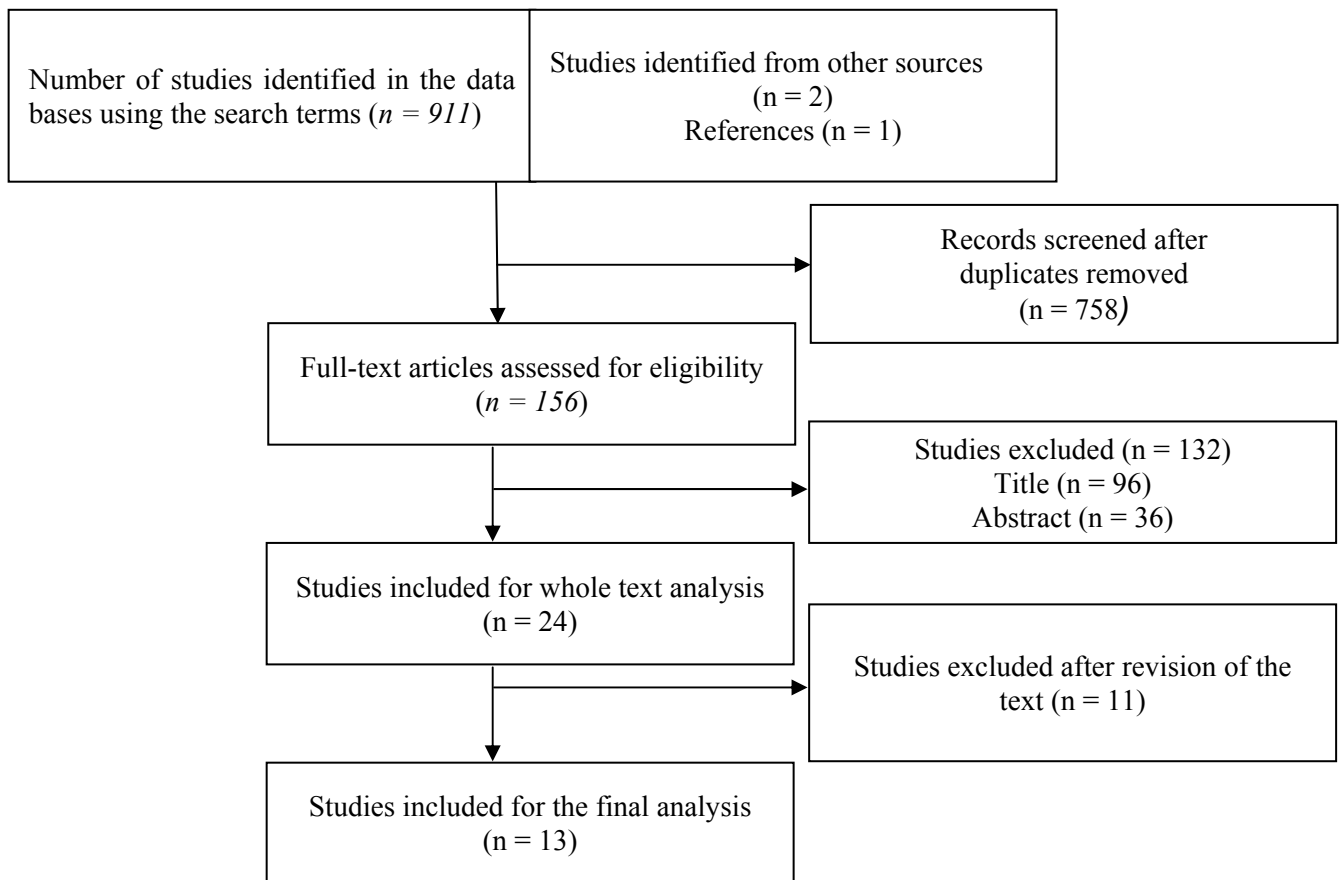 Number of studies identified in the data
bases using the search terms (n = 911)
Studies identified from other sources
(n = 2)
References (n = 1)
Records screened after
duplicates removed
(n = 758)
Full-text articles assessed for eligibility
(n = 156)
Studies excluded (n = 132)
Title (n = 96)
Abstract (n = 36)
Studies included for whole text analysis
(n = 24)
Studies excluded after revision of the
text (n = 11)
Studies included for the final analysis
(n = 13)